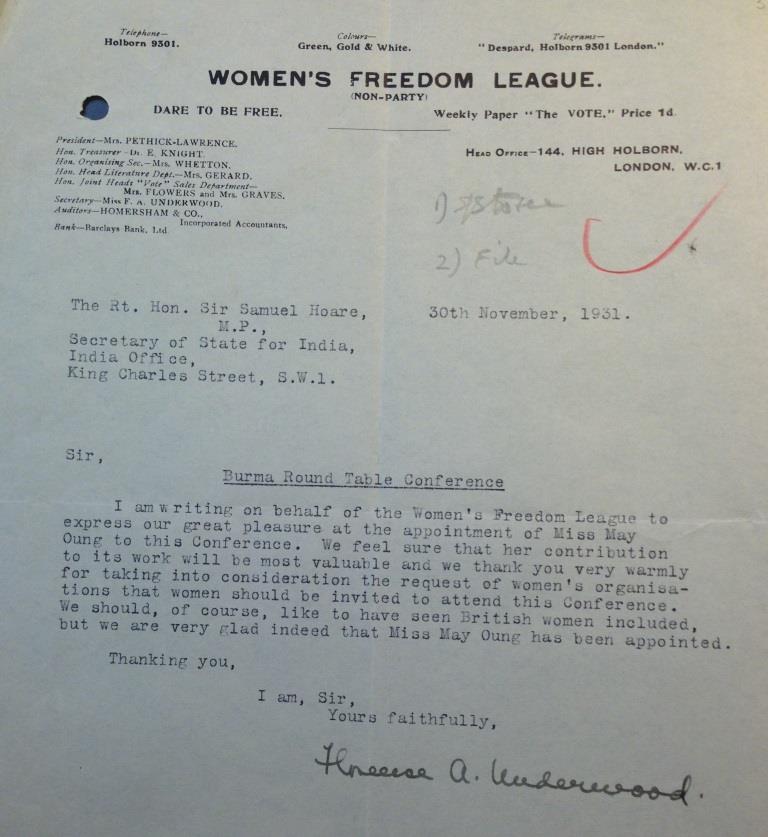 Telephone— Colours— Telegrams—
Holborn 9301. Green, Gold & White. "Despard, Holborn 9301 London."
WOMEN'S FREEDOM LEAGUE.
(NON-PARTY)
DARE TO BE FREE. Weekly Paper "The VOTE," Price 1d.
President—Mrs. PETHICK-LAWRENCE.
Hon. Treasurer—Dr. E. KNIGHT.
Hon. Organising Sec.—Mrs. WHETTON.
Hon. Head Literature Dept.—Mrs. GERARD.
Hon. Joint Heads "Vote" Sales Department—
Mrs. FLOWERS and Mrs. GRAVES.
Secretary—Miss F. A. UNDERWOOD.
Auditors—HOMERSHAM & CO.,
Incorporated Accountants.
Bank—Barclays Bank, Ltd.
HEAD OFFICE—144, HIGH HOLBORN,
LONDON, W.C.1
1)
2) File
The Rt. Hon. Sir Samuel Hoare,
M.P.,
Secretary of State for India,
India Office,
King Charles Street, S.W.1.
30th November, 1931.
Sir,
Burma Round Table Conference
I am writing on behalf of the Women's Freedom League to
express our great pleasure at the appointment of Miss May
Oung to this Conference. We feel sure that her contribution
to its work will be most valuable and we thank you very warmly
for taking into consideration the request of women's organisa-
tions that women should be invited to attend this Conference.
We should, of course, like to have seen British women included,
but we are very glad indeed that Miss May Oung has been appointed.
Thanking you,
I am, Sir,
Yours faithfully,
Florence A. Underwood.